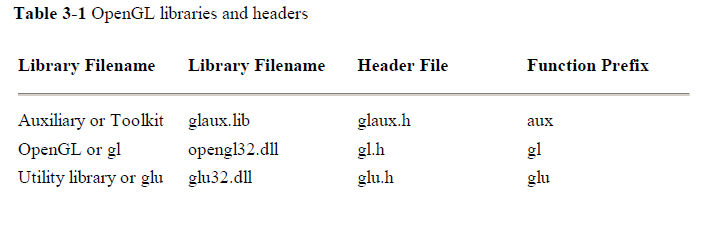 Table 3-1 OpenGL libraries and headers
Library Filename Library Filename Header File Function Prefix
Auxiliary or Toolkit glaux.lib glaux.h aux
OpenGL or gl opengl32.dll gl.h gl
Utility library or glu glu32.dll glu.h glu